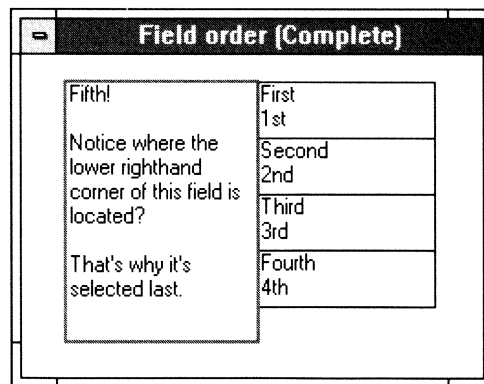 Field order (Complete)
Fifth!
Notice where the
lower righthand
corner of this field is
located?
That's why it's
selected last.
First
1st
Second
2nd
Third
3rd
Fourth
4th